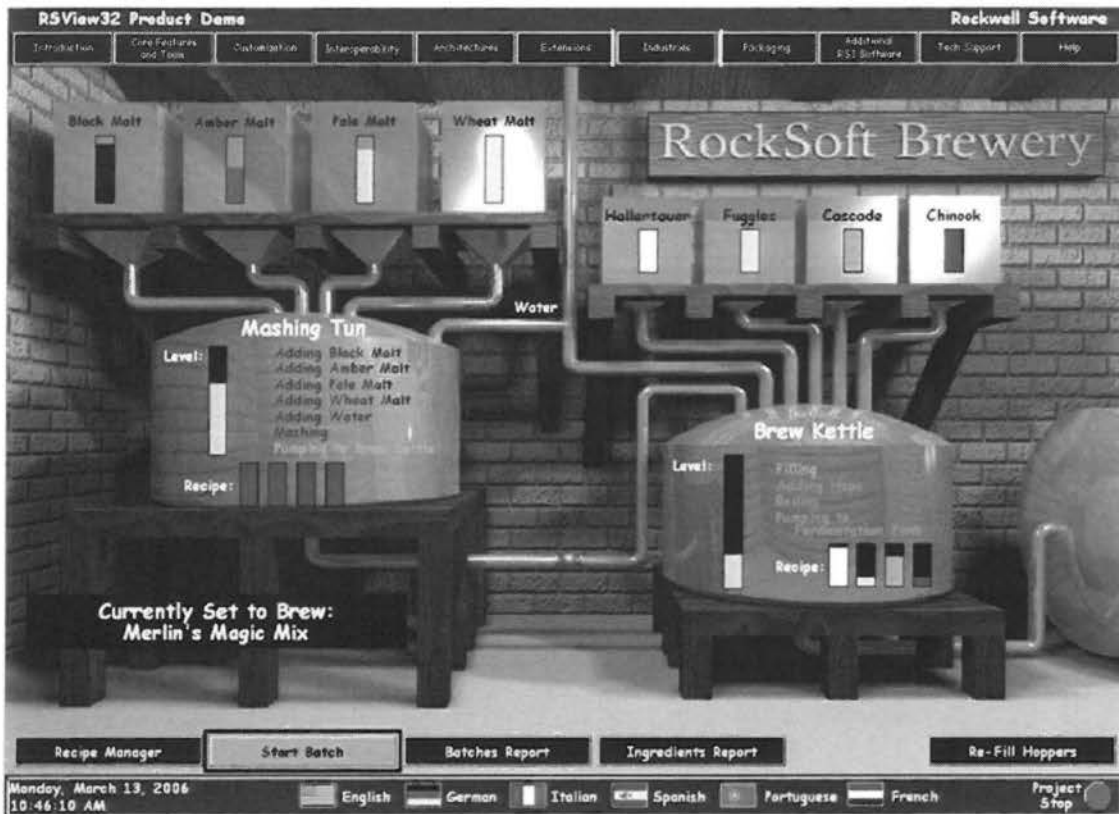 RSView32 Product Demo
Rockwell Software
Introduction
Core Features and Tools
Customization
Interoperability
Architectures
Extensions
Industries
Packaging
Additional RSI Software
Tech Support
Help
Black Malt
Amber Malt
Pale Malt
Wheat Malt
RockSoft Brewery
Hallertauer
Fuggles
Cascade
Chinook
Water
Mashing Tun
Level:
Adding Black Malt
Adding Amber Malt
Adding Pale Malt
Adding Wheat Malt
Adding Water
Mashing
Pumping to Brew Kettle
Recipe:
Brew Kettle
Level:
Filling
Adding Hops
Boiling
Pumping to
Fermentation Tank
Recipe:
Currently Set to Brew:
Merlin's Magic Mix
Recipe Manager
Start Batch
Batches Report
Ingredients Report
Re-Fill Hoppers
Monday, March 13, 2006
10:46:10 AM
English
German
Italian
Spanish
Portuguese
French
Project
Stop